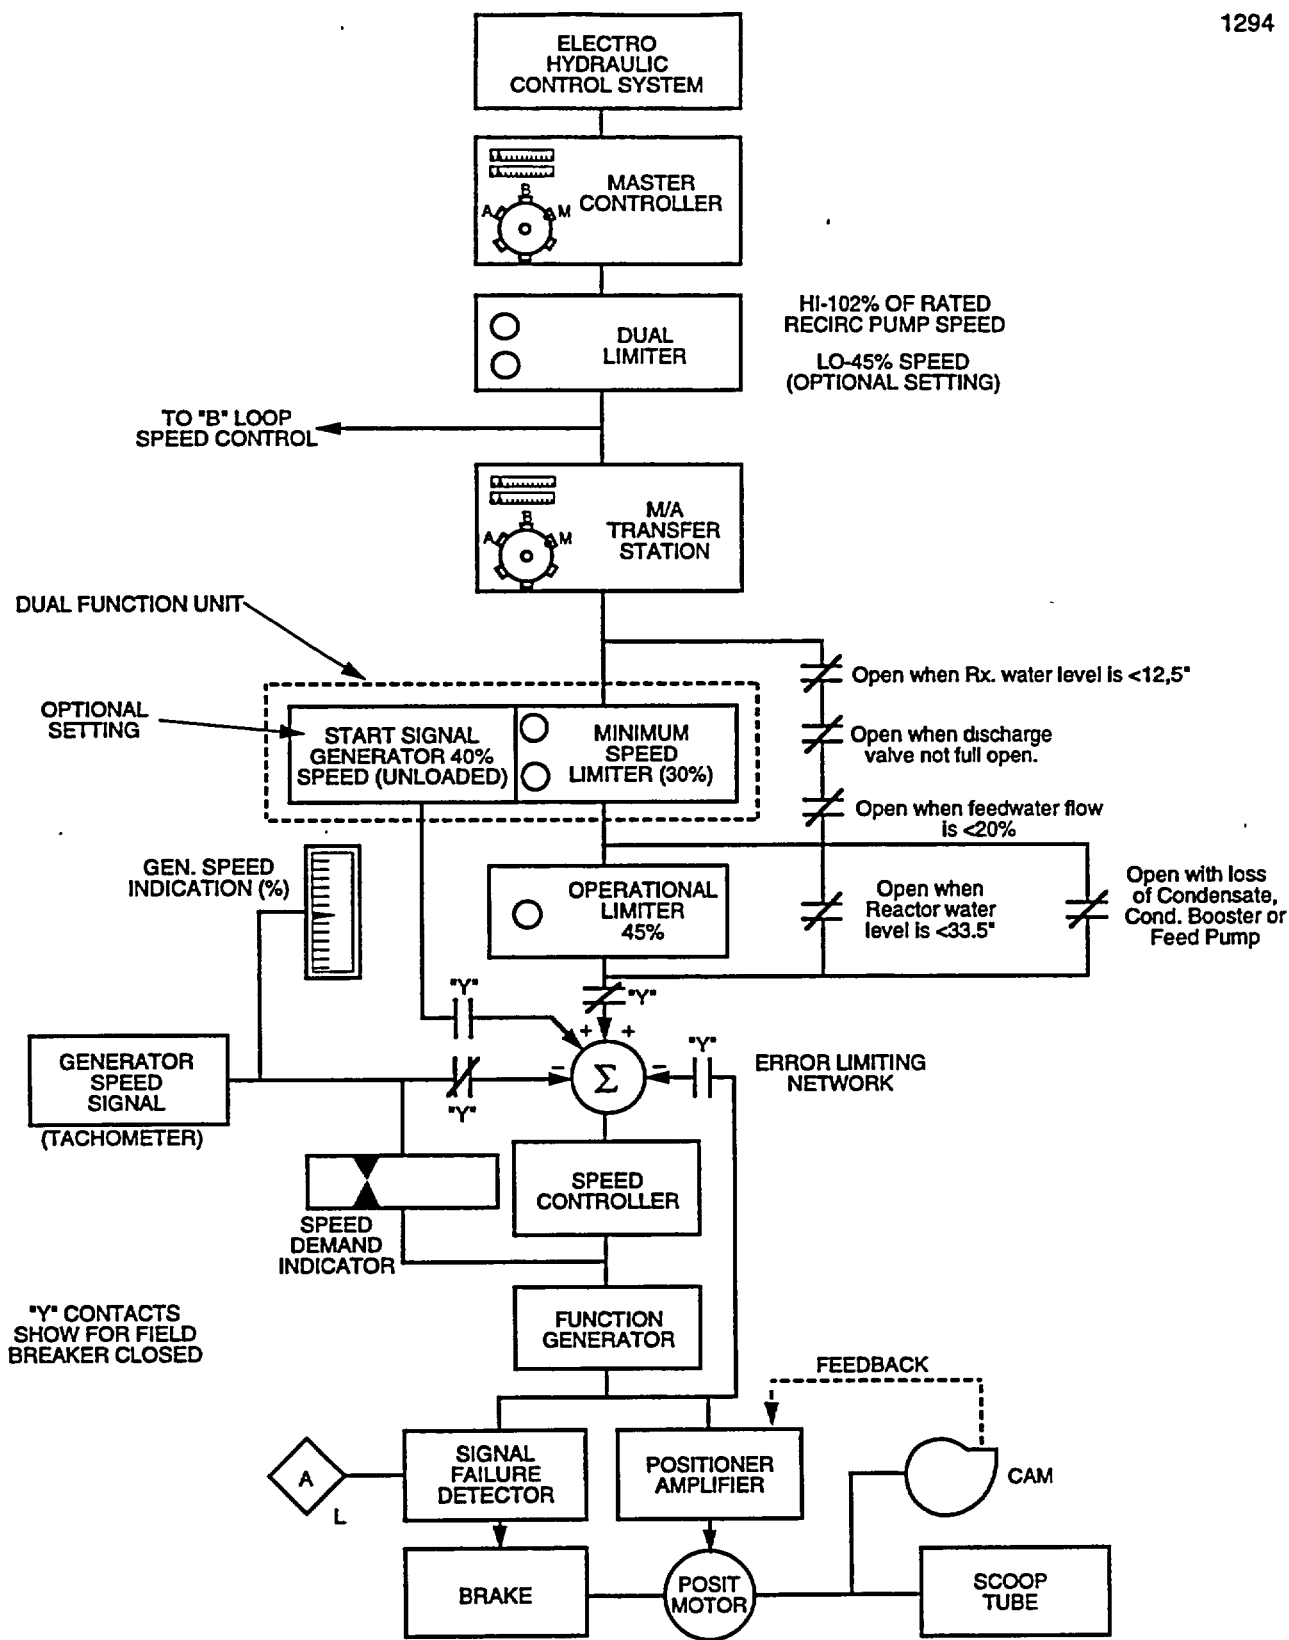 1294
ELECTRO
HYDRAULIC
CONTROL SYSTEM
MASTER
CONTROLLER
B
A
M
DUAL
LIMITER
HI-102% OF RATED
RECIRC PUMP SPEED
LO-45% SPEED
(OPTIONAL SETTING)
TO "B" LOOP
SPEED CONTROL
M/A
TRANSFER
STATION
B
A
M
DUAL FUNCTION UNIT
OPTIONAL
SETTING
START SIGNAL
GENERATOR 40%
SPEED (UNLOADED)
MINIMUM
SPEED
LIMITER (30%)
Open when Rx. water level is <12,5"
Open when discharge
valve not full open.
Open when feedwater flow
is <20%
GEN. SPEED
INDICATION (%)
OPERATIONAL
LIMITER
45%
Open when
Reactor water
level is <33.5"
Open with loss
of Condensate,
Cond. Booster or
Feed Pump
"Y"
"Y"
+
+
"Y"
ERROR LIMITING
NETWORK
GENERATOR
SPEED
SIGNAL
(TACHOMETER)
"Y"
−
Σ
−
SPEED
CONTROLLER
SPEED
DEMAND
INDICATOR
"Y" CONTACTS
SHOW FOR FIELD
BREAKER CLOSED
FUNCTION
GENERATOR
FEEDBACK
A
L
SIGNAL
FAILURE
DETECTOR
POSITIONER
AMPLIFIER
CAM
BRAKE
POSIT
MOTOR
SCOOP
TUBE